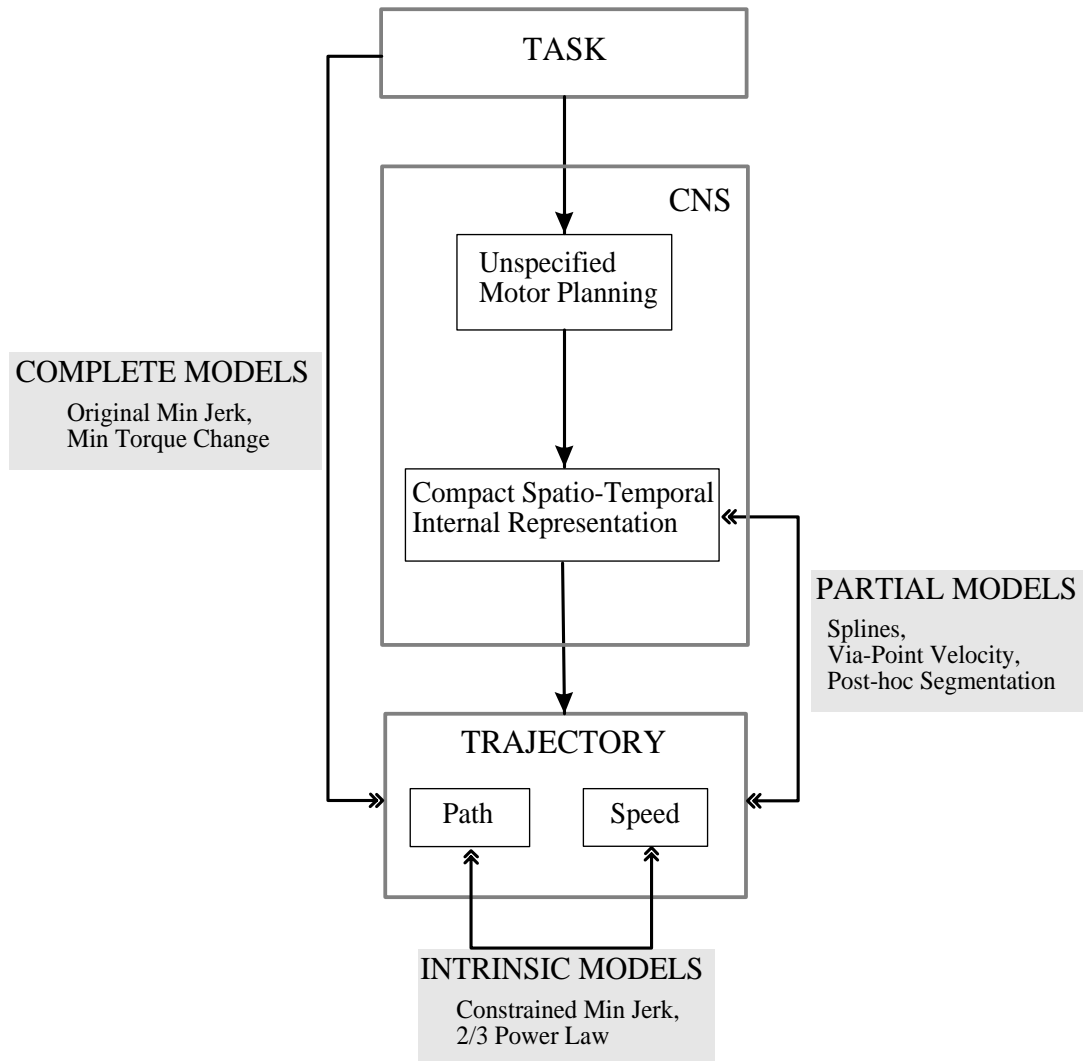 TASK
CNS
Unspecified
Motor Planning
COMPLETE MODELS
Original Min Jerk,
Min Torque Change
Compact Spatio-Temporal
Internal Representation
PARTIAL MODELS
Splines,
Via-Point Velocity,
Post-hoc Segmentation
TRAJECTORY
Path
Speed
INTRINSIC MODELS
Constrained Min Jerk,
2/3 Power Law